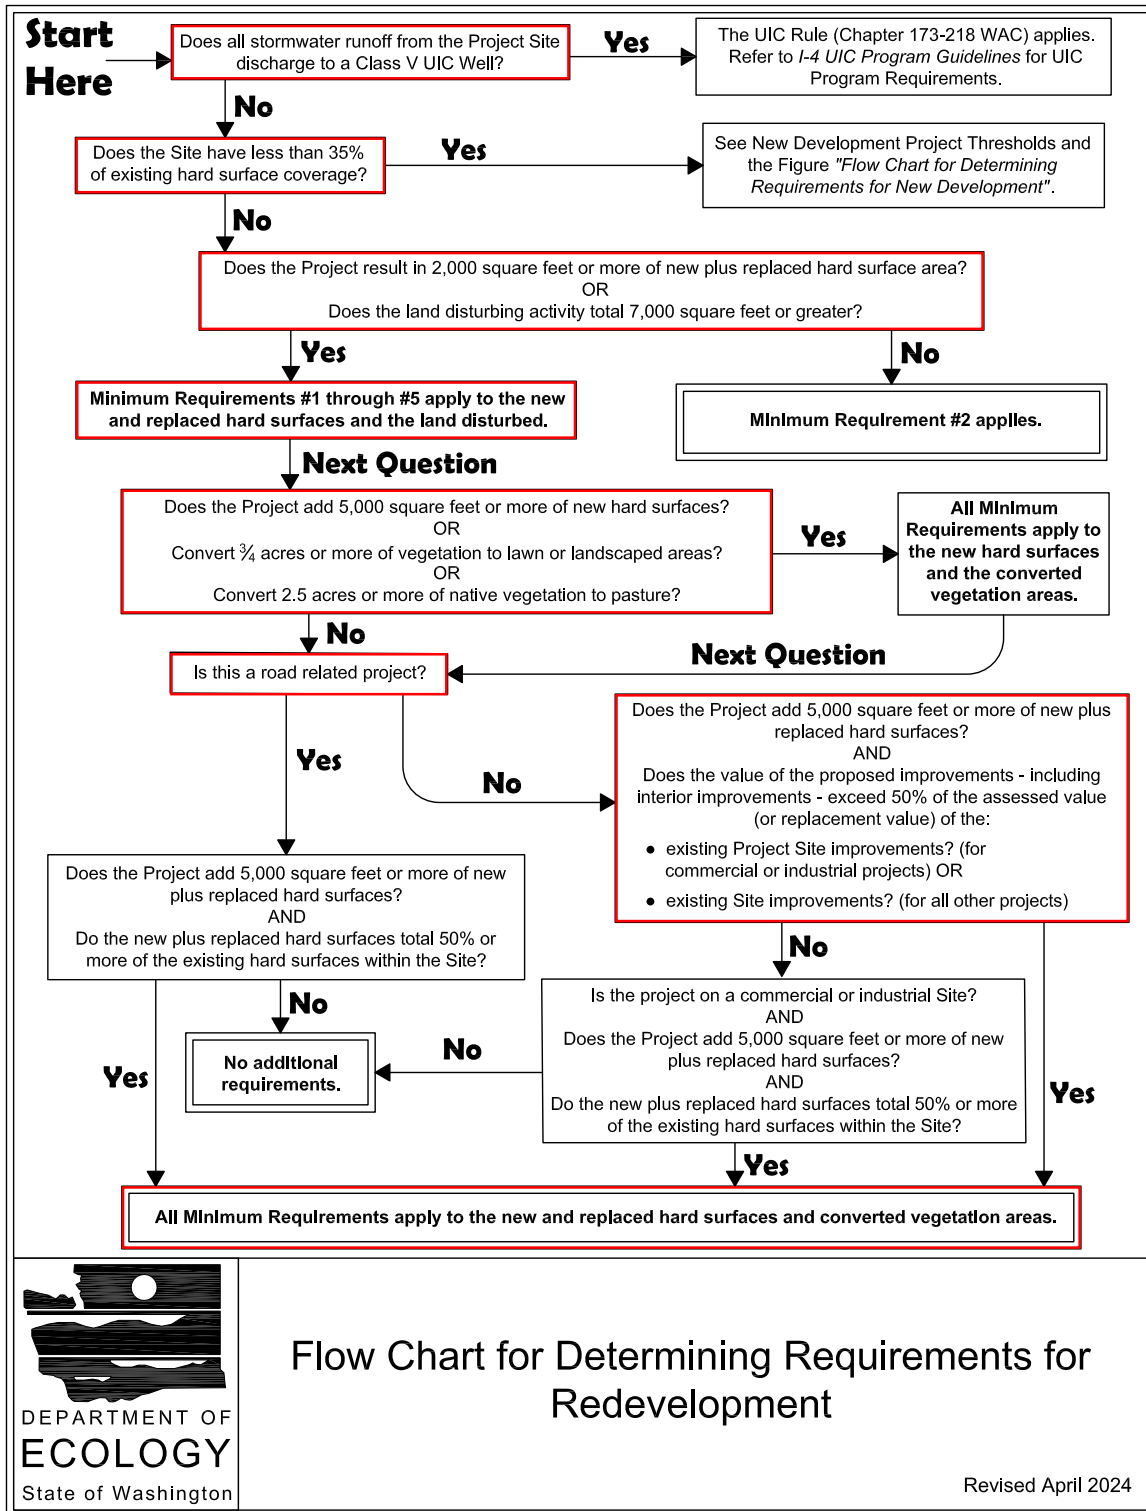 Start
Here
Does all stormwater runoff from the Project Site
discharge to a Class V UIC Well?
Yes
The UIC Rule (Chapter 173-218 WAC) applies.
Refer to I-4 UIC Program Guidelines for UIC
Program Requirements.
No
Does the Site have less than 35%
of existing hard surface coverage?
Yes
See New Development Project Thresholds and
the Figure "Flow Chart for Determining
Requirements for New Development".
No
Does the Project result in 2,000 square feet or more of new plus replaced hard surface area?
OR
Does the land disturbing activity total 7,000 square feet or greater?
Yes
No
Minimum Requirements #1 through #5 apply to the new
and replaced hard surfaces and the land disturbed.
Minimum Requirement #2 applies.
Next Question
Does the Project add 5,000 square feet or more of new hard surfaces?
OR
Convert ¾ acres or more of vegetation to lawn or landscaped areas?
OR
Convert 2.5 acres or more of native vegetation to pasture?
Yes
All Minimum
Requirements apply to
the new hard surfaces
and the converted
vegetation areas.
No
Next Question
Is this a road related project?
Yes
No
Does the Project add 5,000 square feet or more of new plus
replaced hard surfaces?
AND
Does the value of the proposed improvements - including
interior improvements - exceed 50% of the assessed value
(or replacement value) of the:
● existing Project Site improvements? (for
commercial or industrial projects) OR
● existing Site improvements? (for all other projects)
Does the Project add 5,000 square feet or more of new
plus replaced hard surfaces?
AND
Do the new plus replaced hard surfaces total 50% or
more of the existing hard surfaces within the Site?
No
No
Is the project on a commercial or industrial Site?
AND
Does the Project add 5,000 square feet or more of new
plus replaced hard surfaces?
AND
Do the new plus replaced hard surfaces total 50% or more
of the existing hard surfaces within the Site?
No
No additional
requirements.
Yes
Yes
Yes
All Minimum Requirements apply to the new and replaced hard surfaces and converted vegetation areas.
DEPARTMENT OF
ECOLOGY
State of Washington
Flow Chart for Determining Requirements for
Redevelopment
Revised April 2024